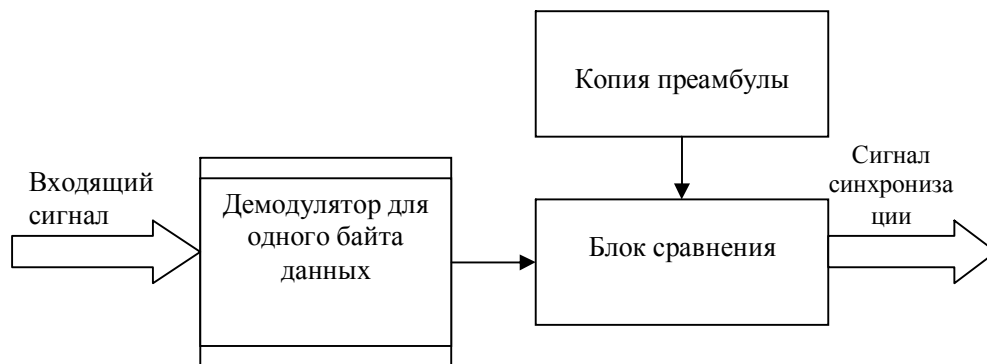 Копия преамбулы
Входящий
сигнал
Демодулятор для
одного байта
данных
Блок сравнения
Сигнал
синхрониза
ции